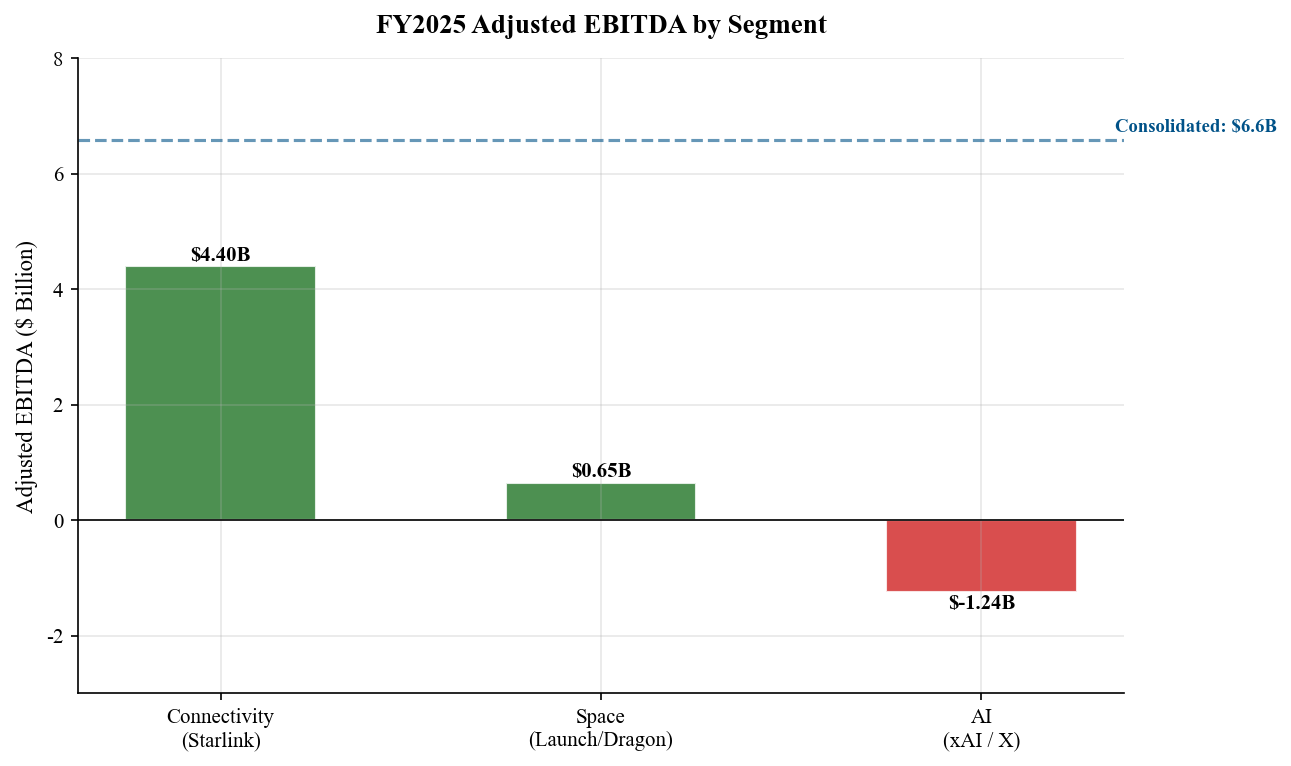 FY2025 Adjusted EBITDA by Segment
Adjusted EBITDA ($ Billion)
8
6
4
2
0
-2
Consolidated: $6.6B
$4.40B
$0.65B
$-1.24B
Connectivity
(Starlink)
Space
(Launch/Dragon)
AI
(xAI / X)